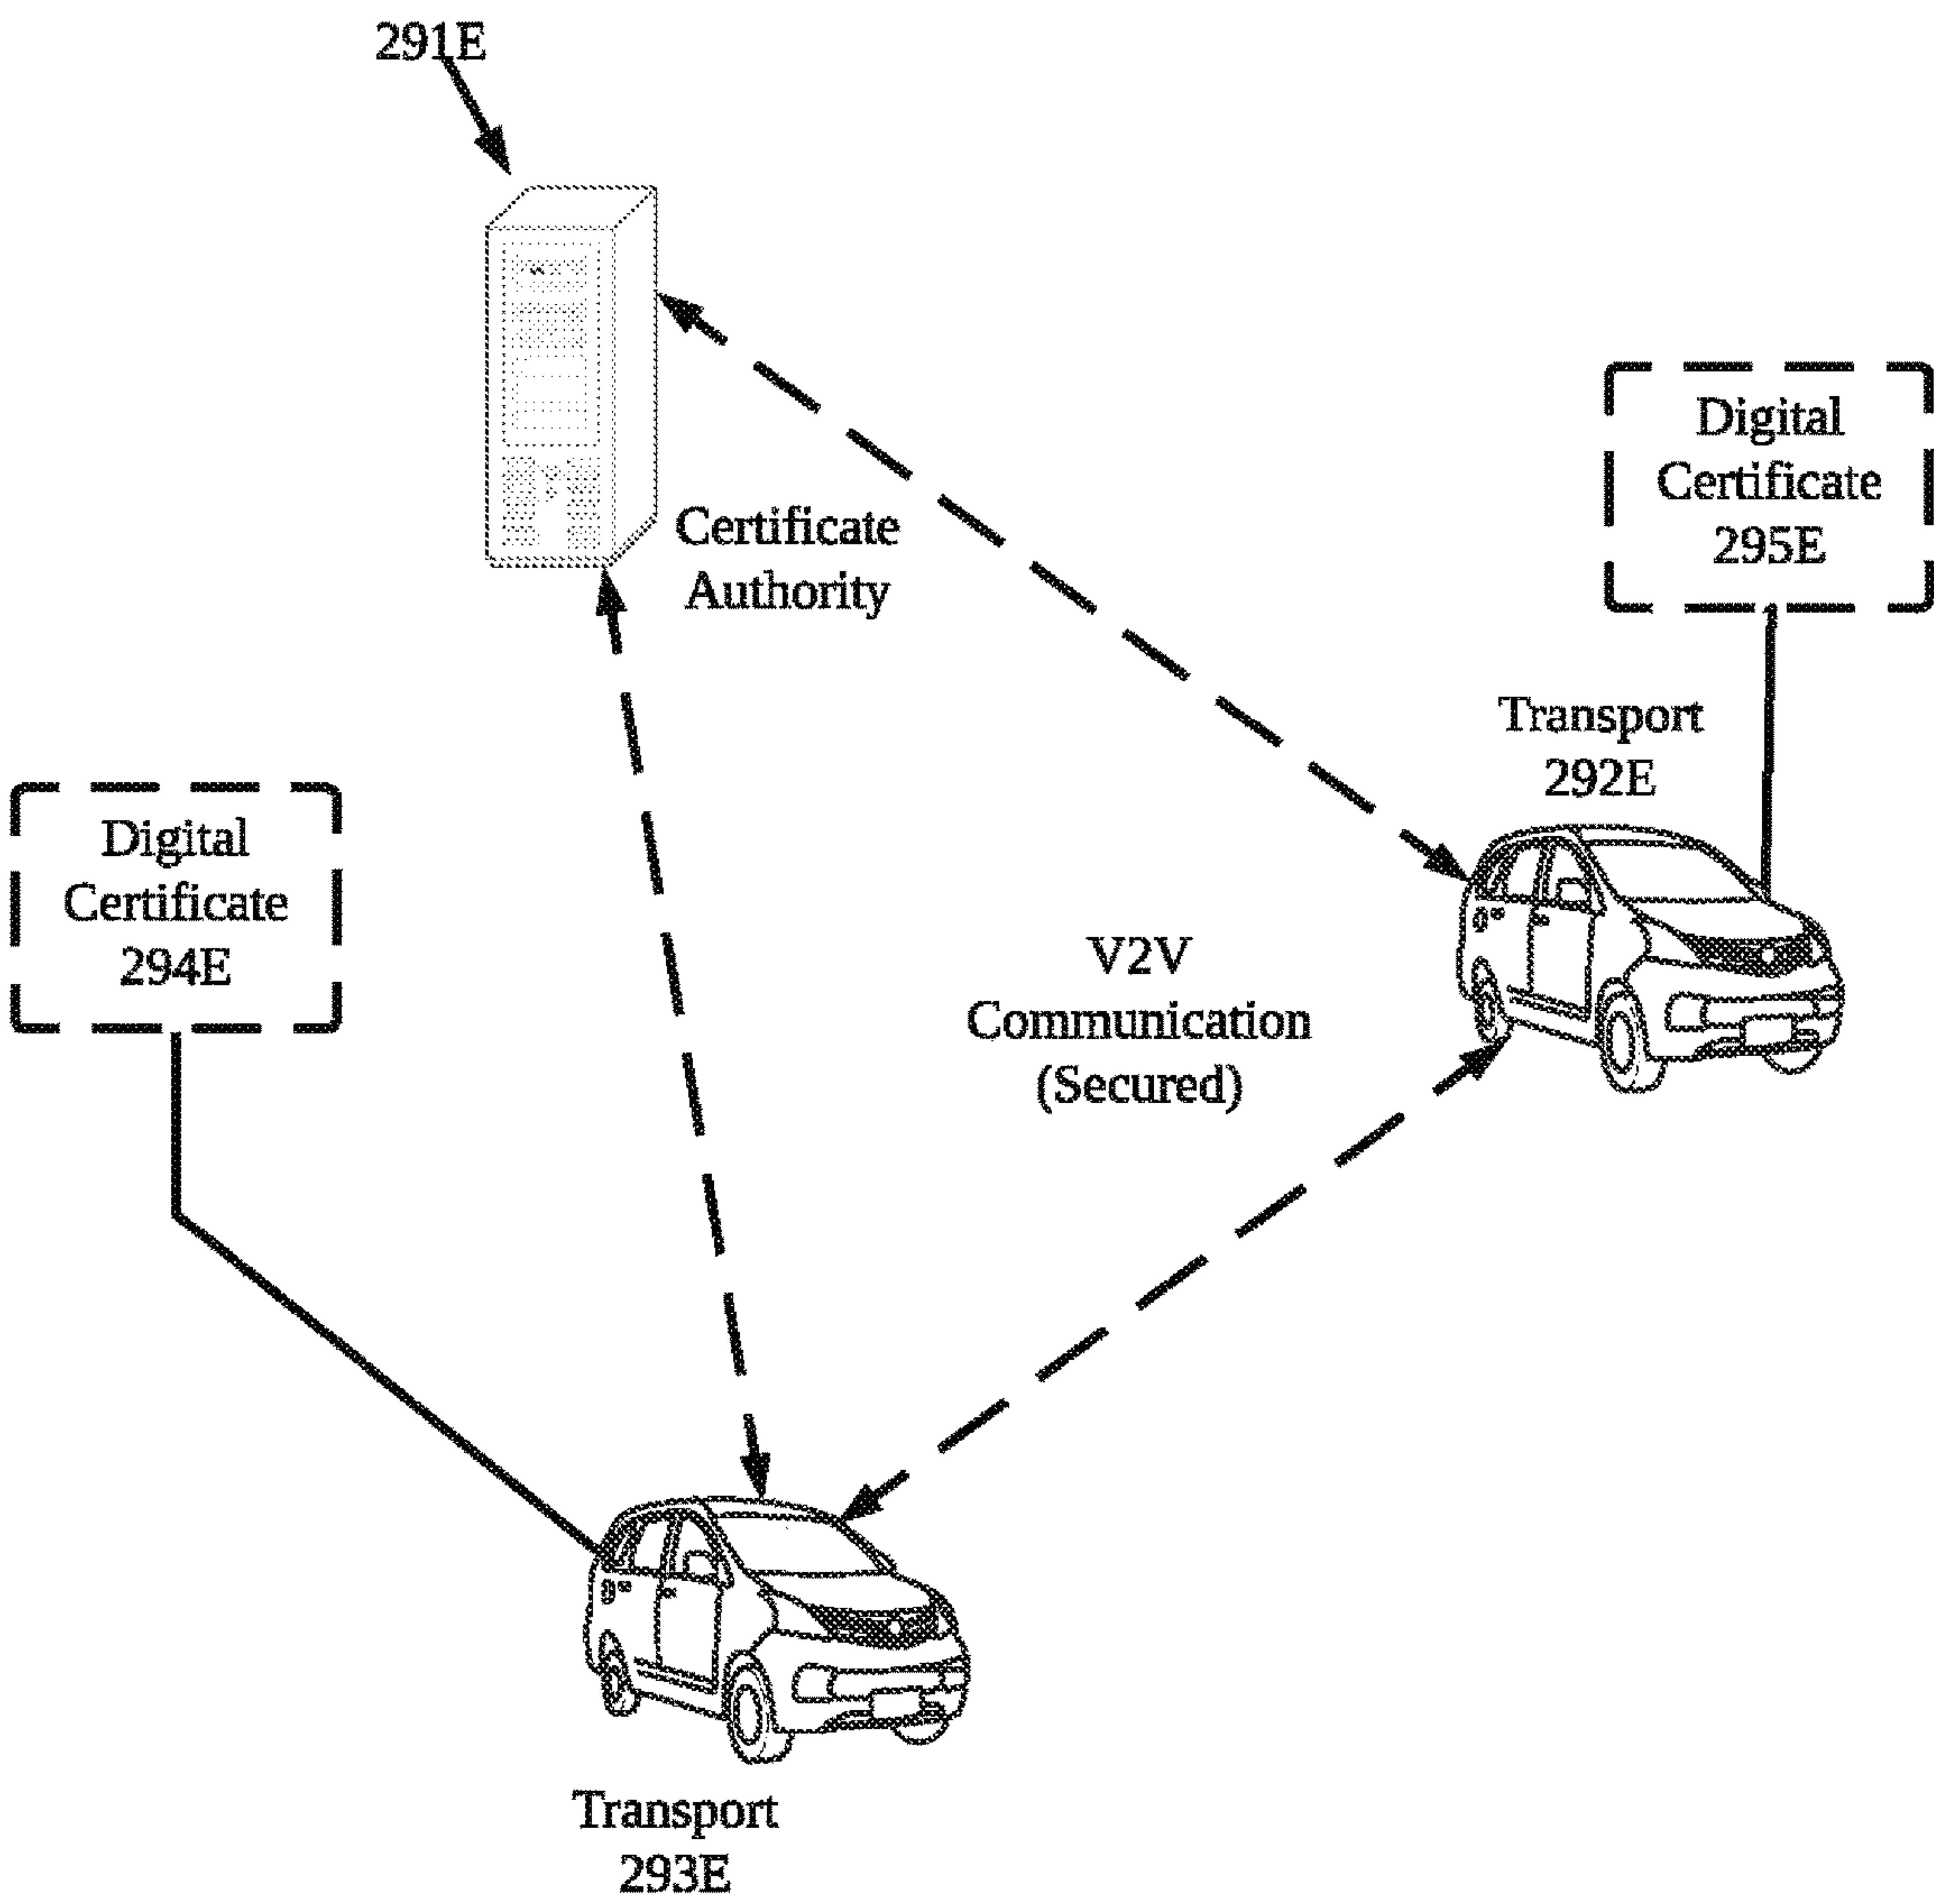 291E
Certificate
Authority
Digital
Certificate
295E
Transport
292E
Digital
Certificate
294E
V2V
Communication
(Secured)
Transport
293E